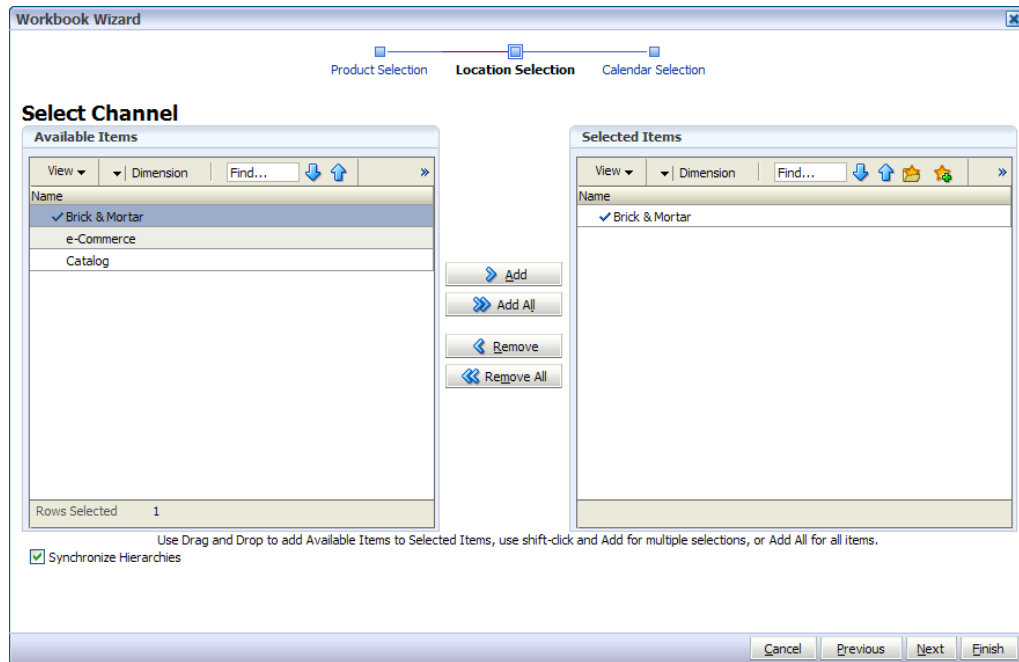 Workbook Wizard
Product Selection Location Selection Calendar Selection
Select Channel
Available Items
View Dimension Find... »
Name
Brick & Mortar
e-Commerce
Catalog
Rows Selected 1
Add
Add All
Remove
Remove All
Selected Items
View Dimension Find... »
Name
Brick & Mortar
Use Drag and Drop to add Available Items to Selected Items, use shift-click and Add for multiple selections, or Add All for all items.
Synchronize Hierarchies
Cancel Previous Next Finish